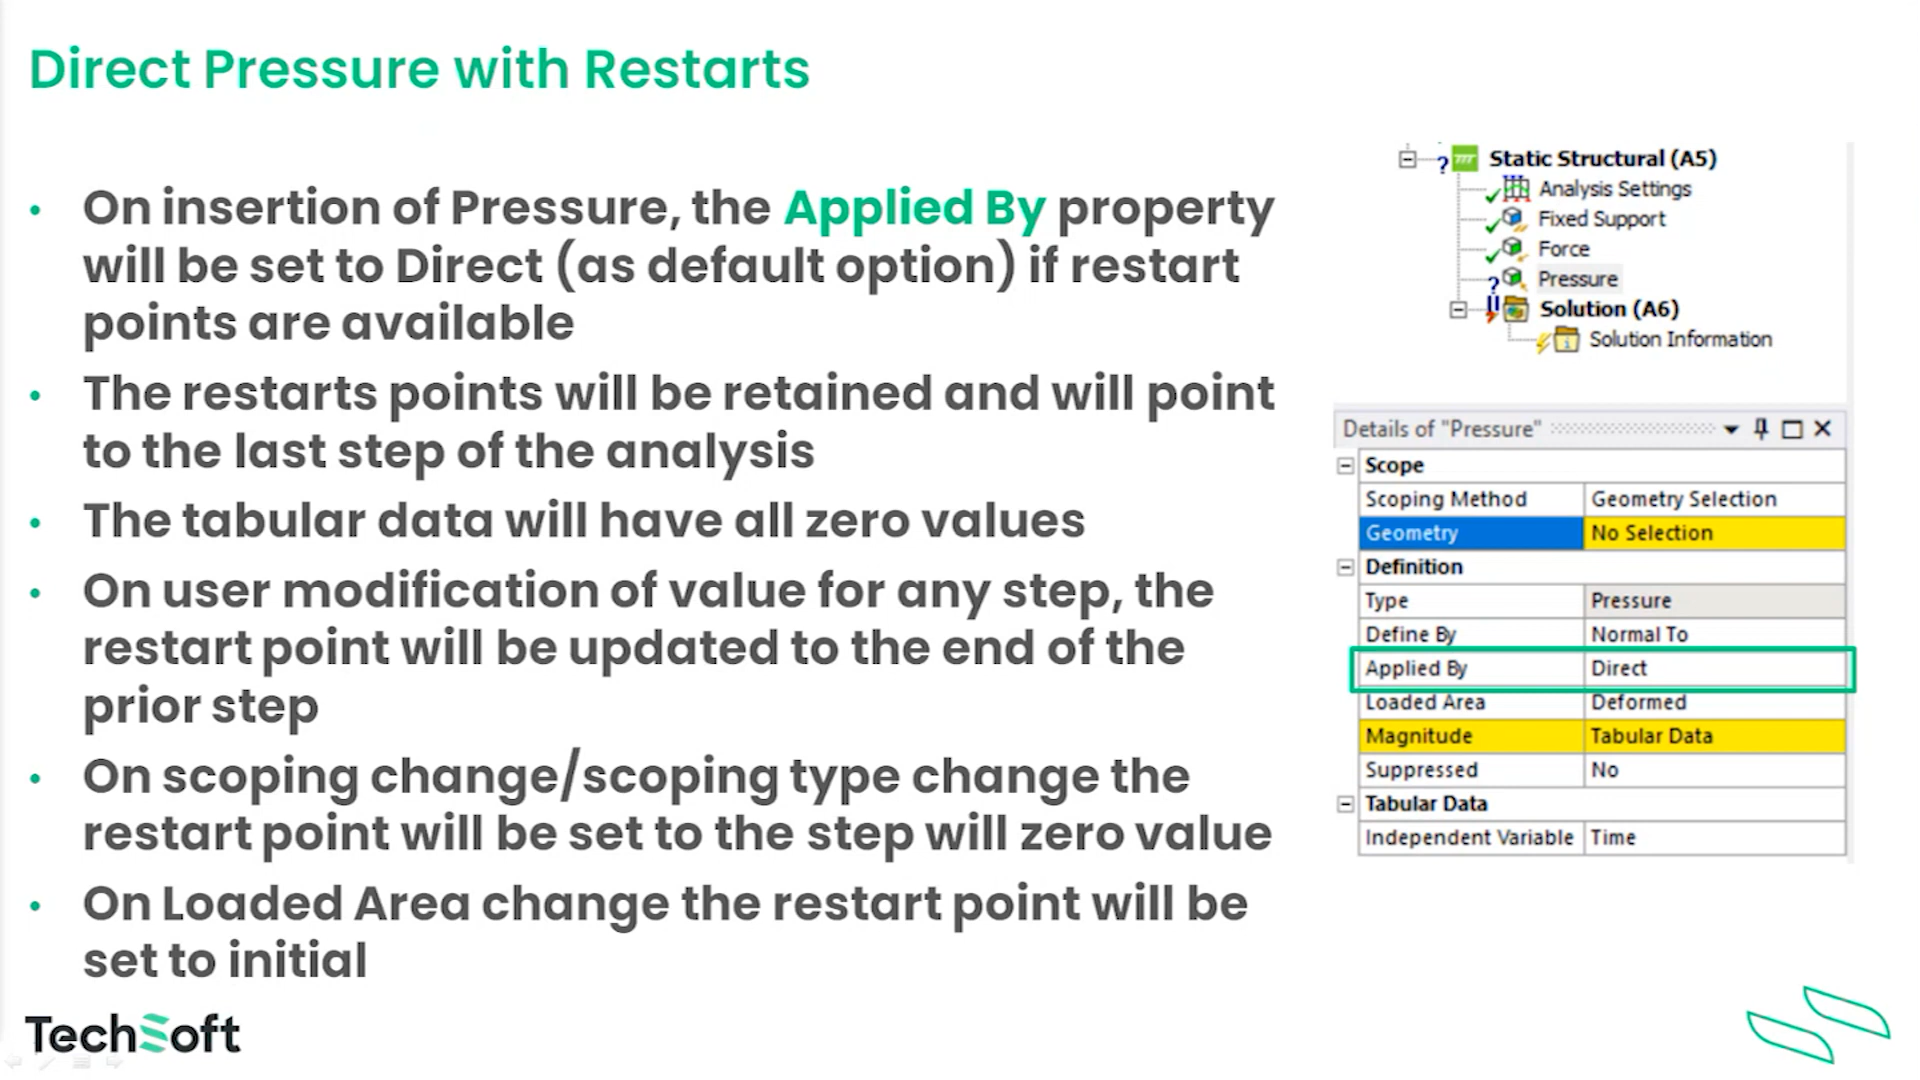 Direct Pressure with Restarts
• On insertion of Pressure, the Applied By property
will be set to Direct (as default option) if restart
points are available
• The restarts points will be retained and will point
to the last step of the analysis
• The tabular data will have all zero values
• On user modification of value for any step, the
restart point will be updated to the end of the
prior step
• On scoping change/scoping type change the
restart point will be set to the step will zero value
• On Loaded Area change the restart point will be
set to initial
Static Structural (A5)
Analysis Settings
Fixed Support
Force
Pressure
Solution (A6)
Solution Information
Details of "Pressure"
Scope
Scoping Method Geometry Selection
Geometry No Selection
Definition
Type Pressure
Define By Normal To
Applied By Direct
Loaded Area Deformed
Magnitude Tabular Data
Suppressed No
Tabular Data
Independent Variable Time
TechSoft